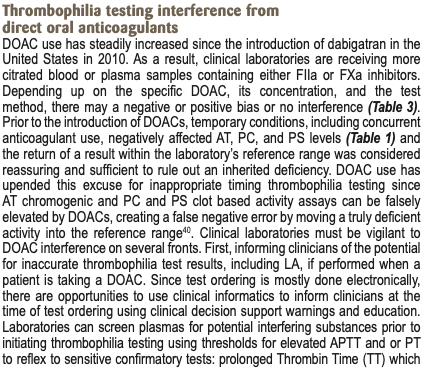 Thrombophilia testing interference from
direct oral anticoagulants
DOAC use has steadily increased since the introduction of dabigatran in the
United States in 2010. As a result, clinical laboratories are receiving more
citrated blood or plasma samples containing either FIIa or FXa inhibitors.
Depending up on the specific DOAC, its concentration, and the test
method, there may a negative or positive bias or no interference (Table 3).
Prior to the introduction of DOACs, temporary conditions, including concurrent
anticoagulant use, negatively affected AT, PC, and PS levels (Table 1) and
the return of a result within the laboratory's reference range was considered
reassuring and sufficient to rule out an inherited deficiency. DOAC use has
upended this excuse for inappropriate timing thrombophilia testing since
AT chromogenic and PC and PS clot based activity assays can be falsely
elevated by DOACs, creating a false negative error by moving a truly deficient
activity into the reference range40. Clinical laboratories must be vigilant to
DOAC interference on several fronts. First, informing clinicians of the potential
for inaccurate thrombophilia test results, including LA, if performed when a
patient is taking a DOAC. Since test ordering is mostly done electronically,
there are opportunities to use clinical informatics to inform clinicians at the
time of test ordering using clinical decision support warnings and education.
Laboratories can screen plasmas for potential interfering substances prior to
initiating thrombophilia testing using thresholds for elevated APTT and or PT
to reflex to sensitive confirmatory tests: prolonged Thrombin Time (TT) which